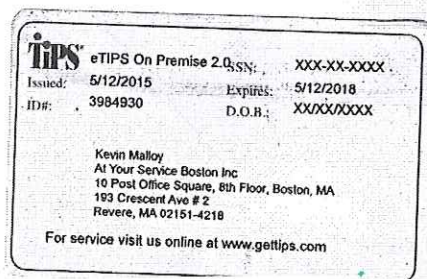 TiPS eTIPS On Premise 2.0 SSN: XXX-XX-XXXX
Issued: 5/12/2015 Expires: 5/12/2018
ID#: 3984930 D.O.B.: XX/XX/XXXX
Kevin Malloy
At Your Service Boston Inc
10 Post Office Square, 8th Floor, Boston, MA
193 Crescent Ave # 2
Revere, MA 02151-4218
For service visit us online at www.gettips.com